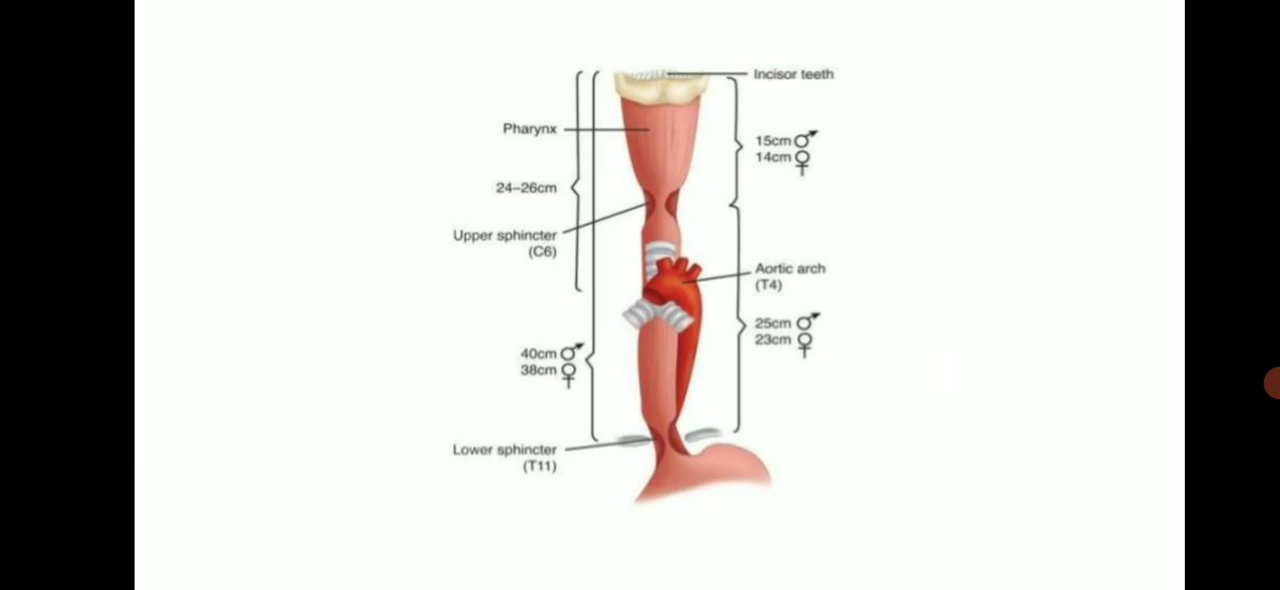 Incisor teeth
Pharynx
15cm ♂
14cm ♀
24–26cm
Upper sphincter
(C6)
Aortic arch
(T4)
25cm ♂
23cm ♀
40cm ♂
38cm ♀
Lower sphincter
(T11)